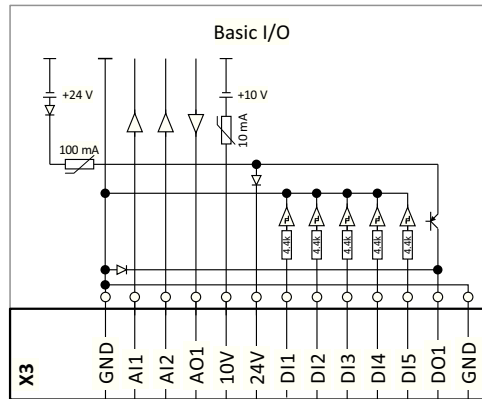 Basic I/O
+24 V
+10 V
10 mA
100 mA
4.4k
4.4k
4.4k
4.4k
4.4k
X3
GND
AI1
AI2
AO1
10V
24V
DI1
DI2
DI3
DI4
DI5
DO1
GND